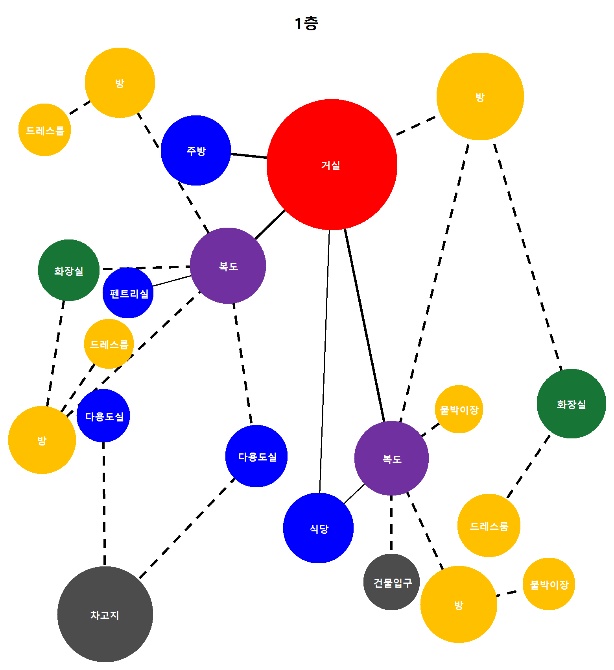 1층
방
방
드레스룸
주방
거실
복도
화장실
펜트리실
드레스룸
다용도실
방
다용도실
복도
붙박이장
화장실
식당
드레스룸
건물입구
방
붙박이장
차고지